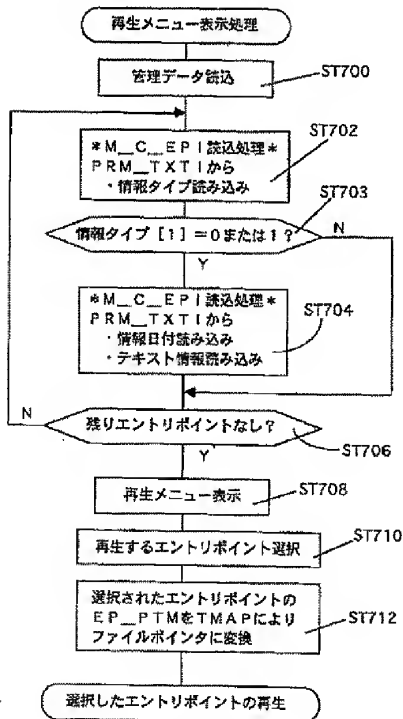 再生メニュー表示処理
管理データ読込
ST700
*M_C_EPI読込処理*
PRM_TXTIから
・情報タイプ読み込み
ST702
ST703
情報タイプ[1]=0または1?
N
Y
*M_C_EPI読込処理*
PRM_TXTIから
・情報日付読み込み
・テキスト情報読み込み
ST704
N
残りエントリポイントなし?
ST706
Y
再生メニュー表示
ST708
再生するエントリポイント選択
ST710
選択されたエントリポイントの
EP_PTMをTMAPにより
ファイルポインタに変換
ST712
選択したエントリポイントの再生